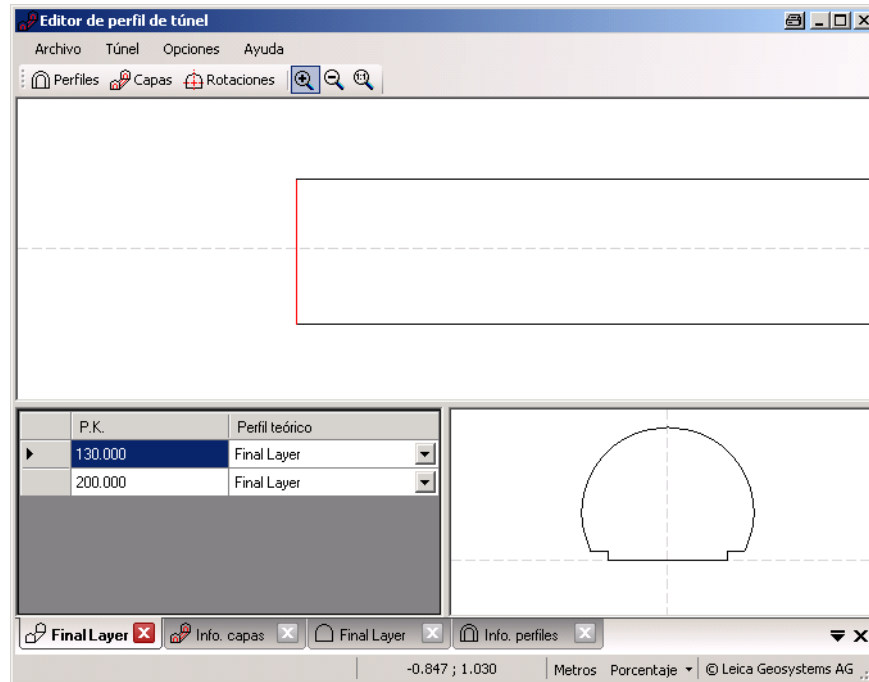 Editor de perfil de túnel
Archivo Túnel Opciones Ayuda
Perfiles Capas Rotaciones 1:1
P.K. Perfil teórico
130.000 Final Layer
200.000 Final Layer
Final Layer Info. capas Final Layer Info. perfiles
-0.847 ; 1.030 Metros Porcentaje © Leica Geosystems AG